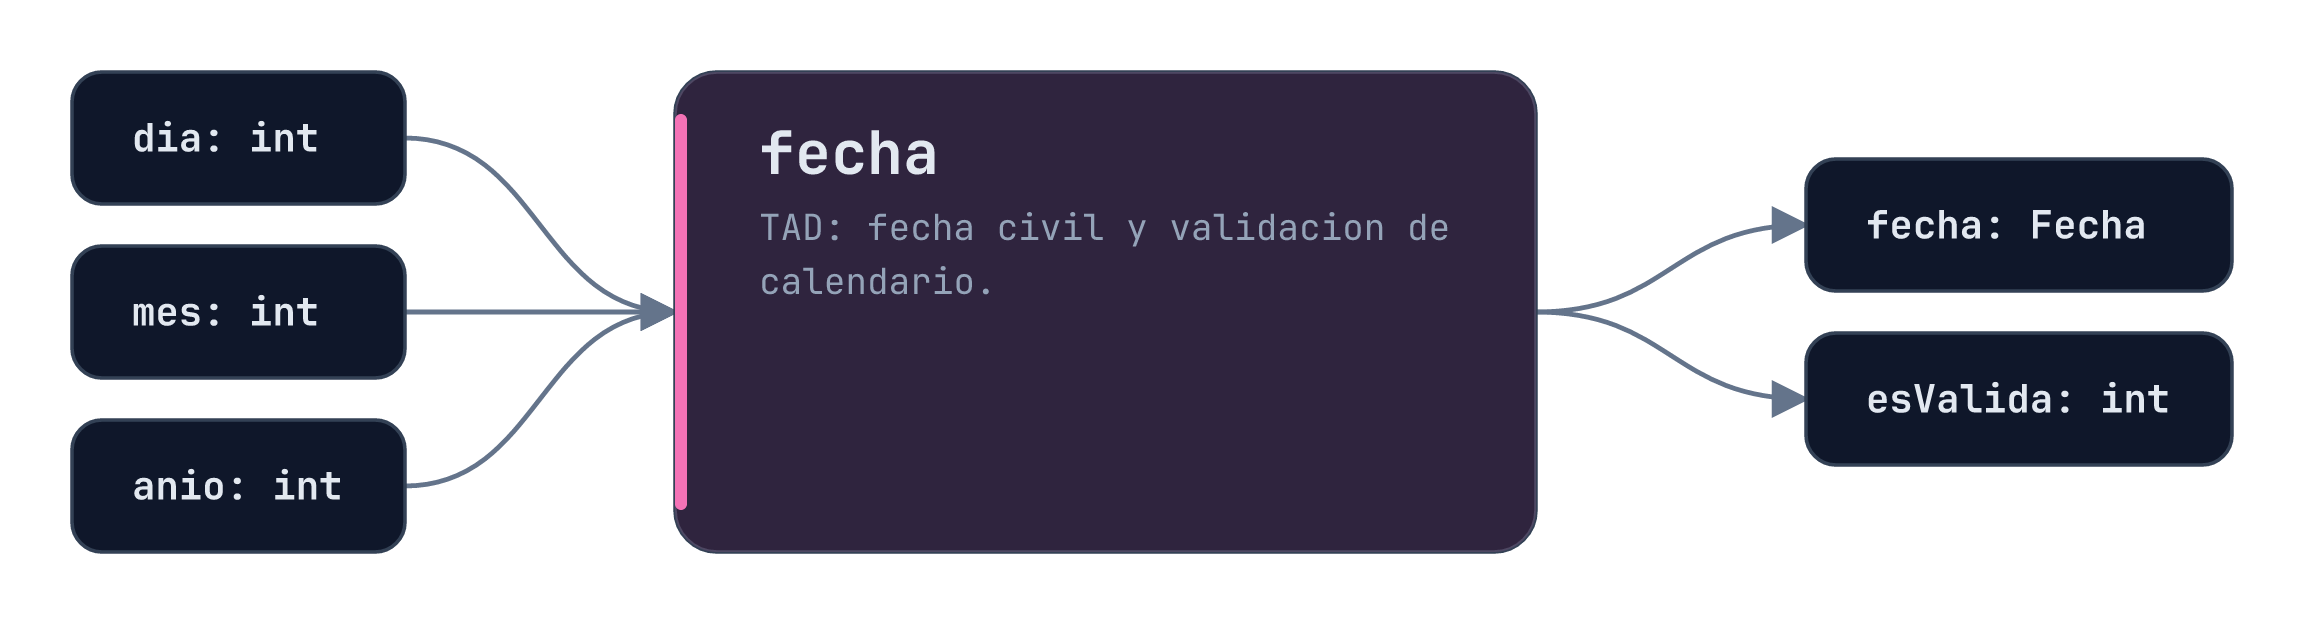 dia: int
mes: int
anio: int
fecha
TAD: fecha civil y validacion de
calendario.
fecha: Fecha
esValida: int